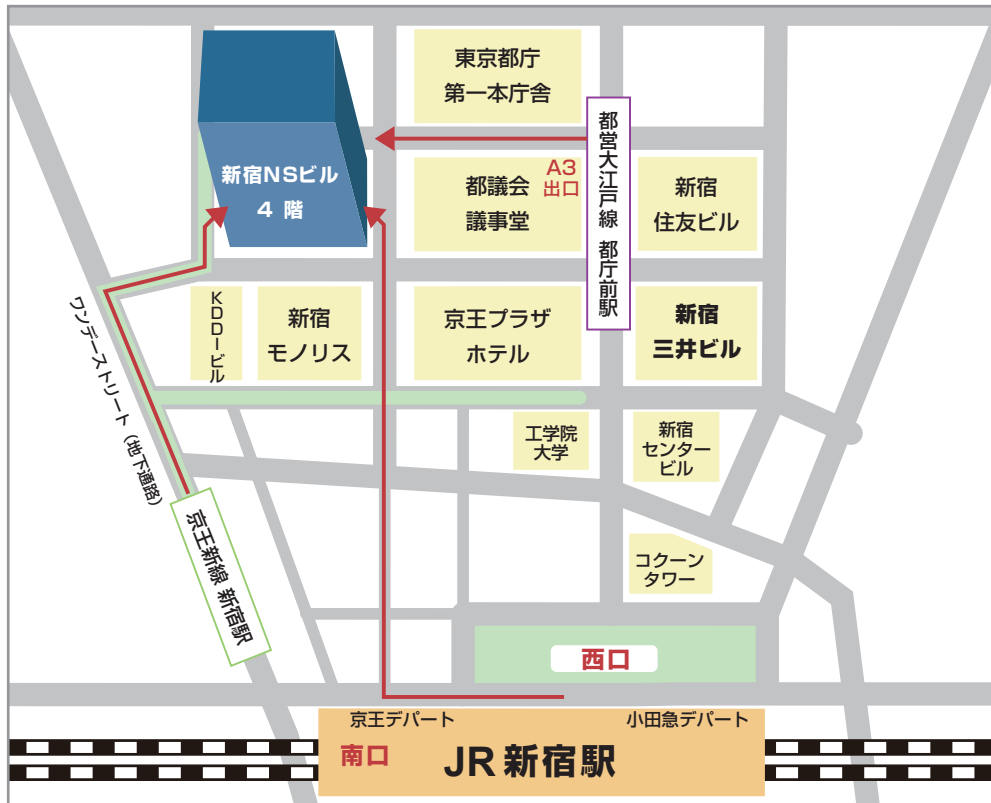 東京都庁
第一本庁舎
新宿NSビル
4 階
A3
出口
都議会
議事堂
都営大江戸線 都庁前駅
新宿
住友ビル
KDDIビル
新宿
モノリス
京王プラザ
ホテル
新宿
三井ビル
ワンデーストリート（地下通路）
工学院
大学
新宿
センター
ビル
京王新線 新宿駅
コクーン
タワー
西口
京王デパート
小田急デパート
南口
JR 新宿駅